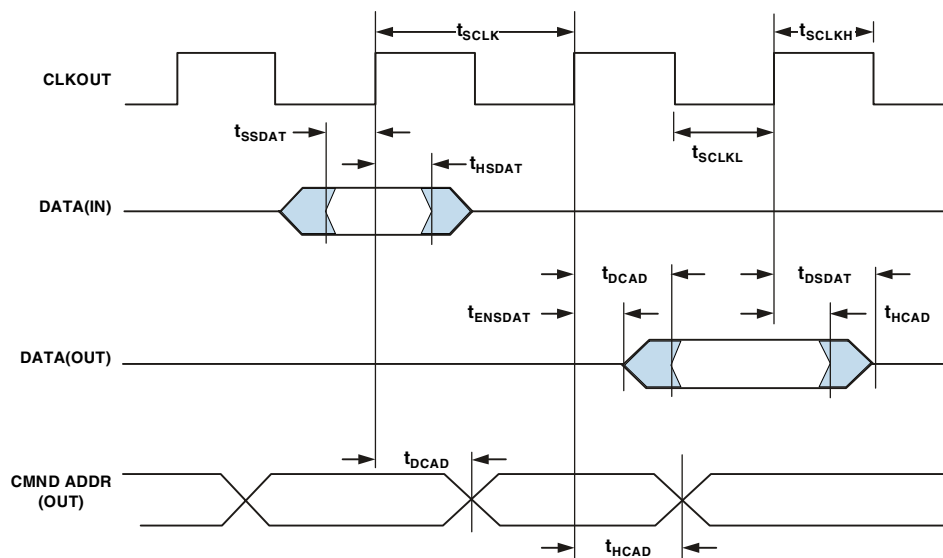 tSCLK
tSCLKH
CLKOUT
tSSDAT
tSCLKL
tHSDAT
DATA(IN)
tDCAD
tDSDAT
tENSDAT
tHCAD
DATA(OUT)
tDCAD
CMND ADDR
(OUT)
tHCAD